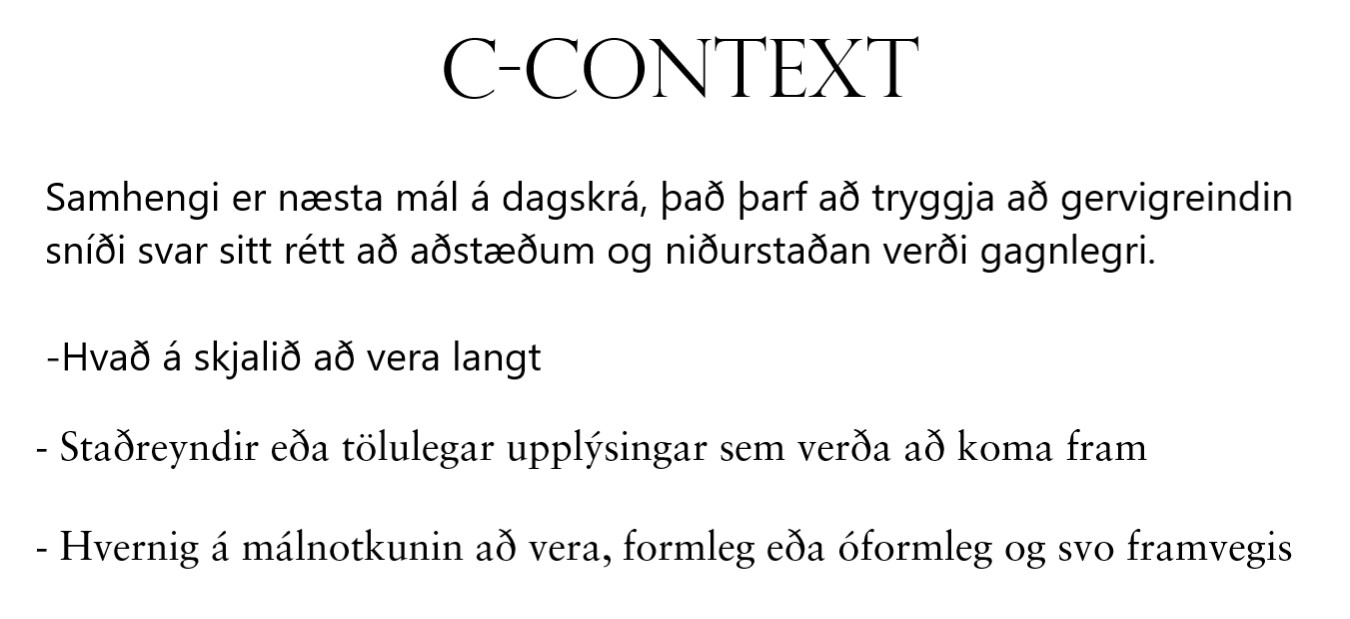 C-CONTEXT
Samhengi er næsta mál á dagskrá, það þarf að tryggja að gervigreindin
sníði svar sitt rétt að aðstæðum og niðurstaðan verði gagnlegri.
-Hvað á skjalið að vera langt
- Staðreyndir eða tölulegar upplýsingar sem verða að koma fram
- Hvernig á málnotkunin að vera, formleg eða óformleg og svo framvegis